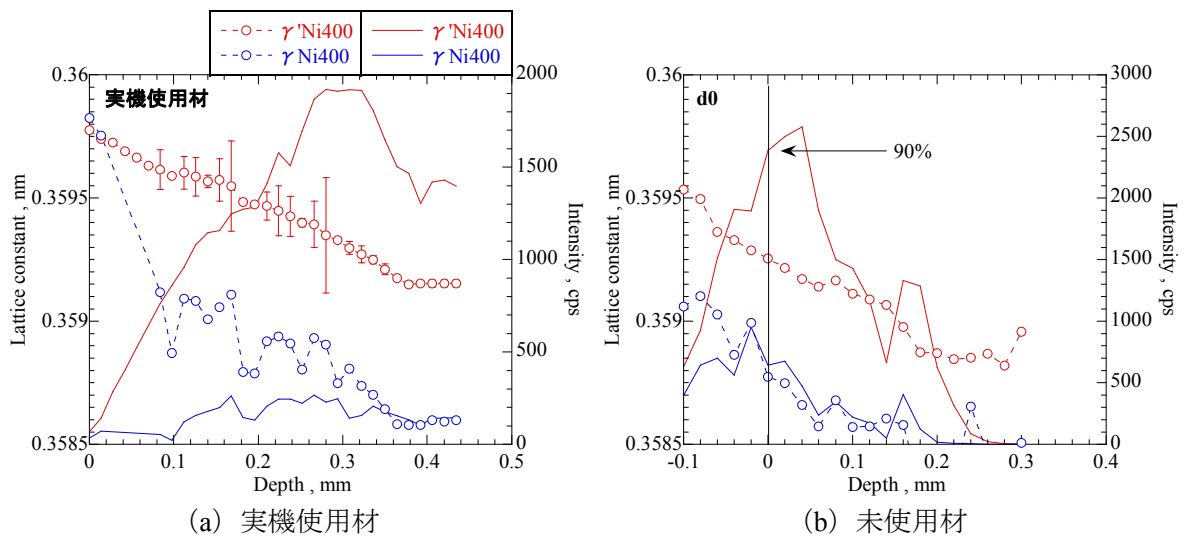 γ'Ni400 γ'Ni400
γNi400 γNi400
実機使用材
0.36
0.3595
0.359
0.3585
Lattice constant , nm
2000
1500
1000
500
0
Intensity , cps
0 0.1 0.2 0.3 0.4 0.5
Depth , mm
(a) 実機使用材
d0
90%
0.36
0.3595
0.359
0.3585
Lattice constant , nm
3000
2500
2000
1500
1000
500
0
Intensity , cps
-0.1 0 0.1 0.2 0.3 0.4
Depth , mm
(b) 未使用材